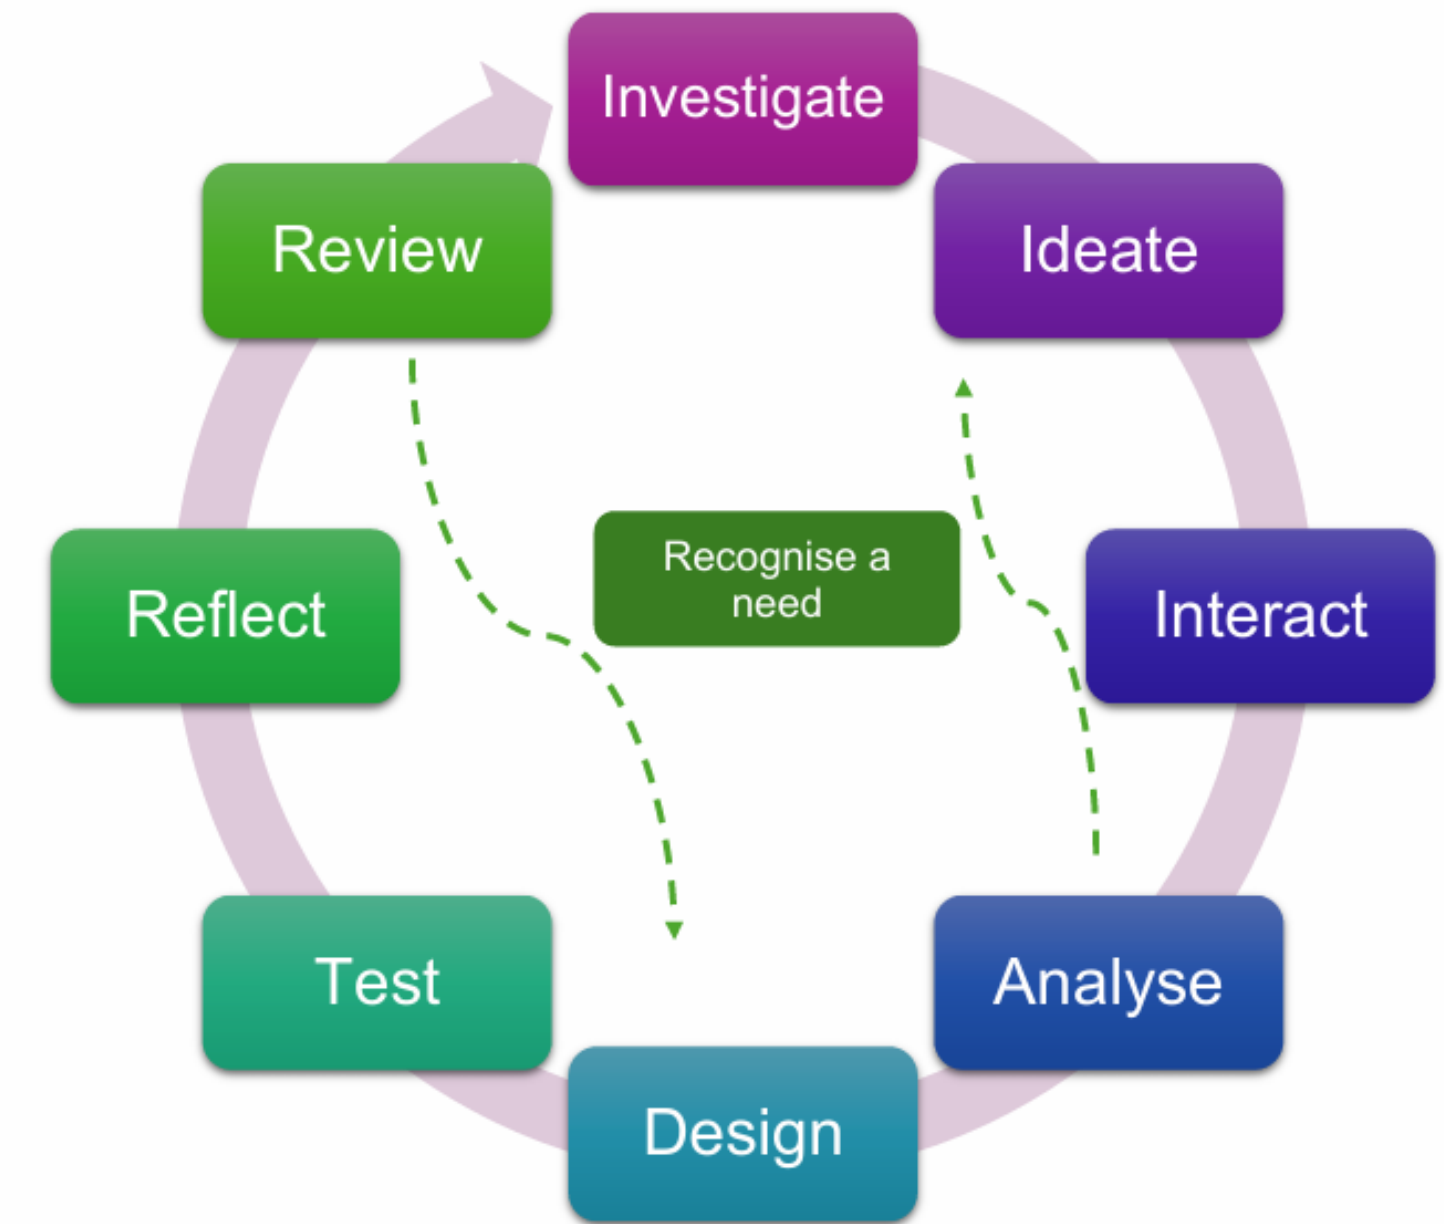 Investigate
Ideate
Interact
Analyse
Design
Test
Reflect
Review
Recognise a
need